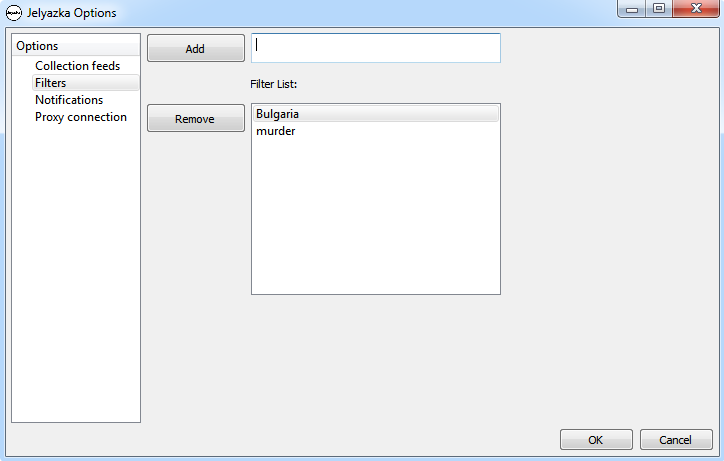 Jelyazka Options
Options
Collection feeds
Filters
Notifications
Proxy connection
Add
Filter List:
Remove
Bulgaria
murder
OK
Cancel